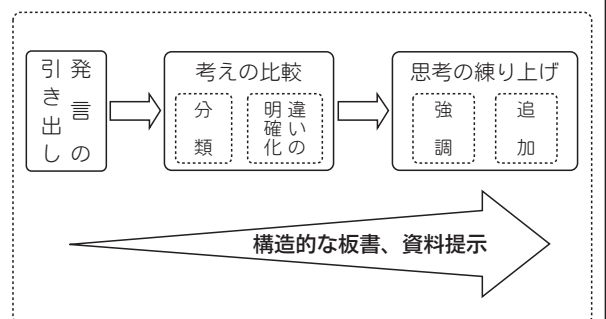 発言の
引き出し
考えの比較
分類
違いの
明確化
思考の練り上げ
強調
追加
構造的な板書、資料提示